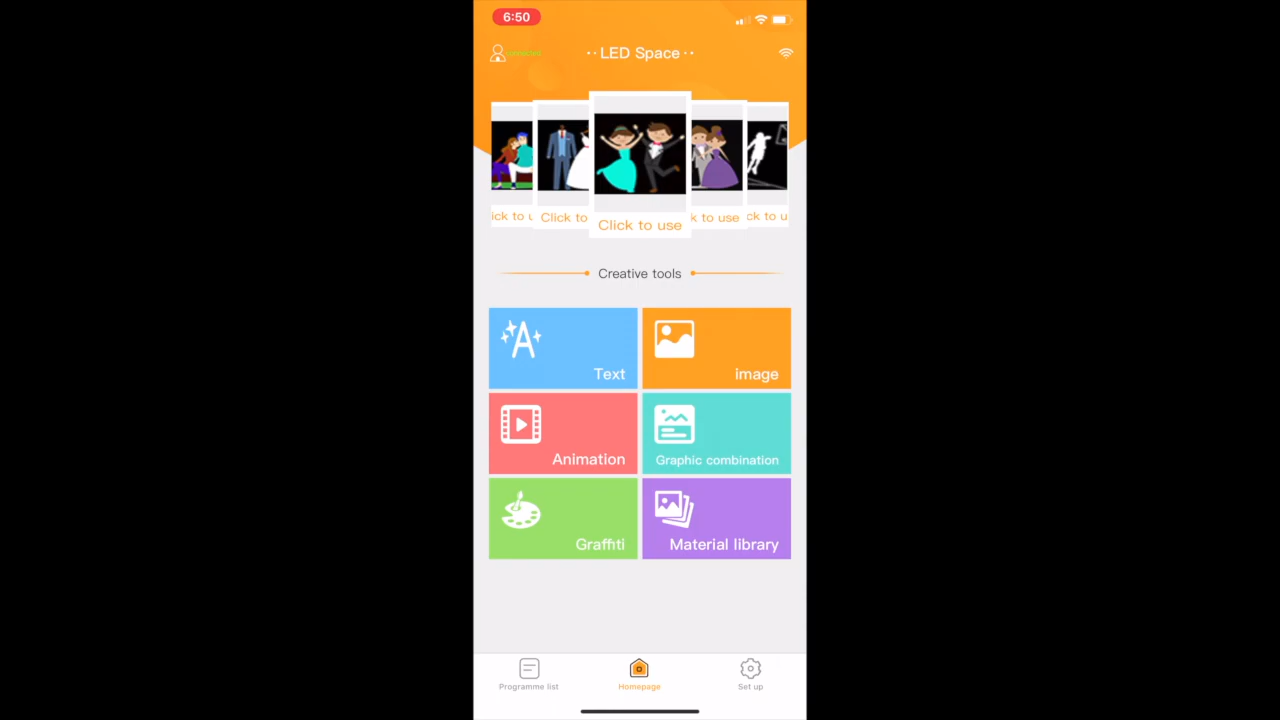 6:50
·· LED Space ··
ick to u
Click to
Click to use
k to use
ck to u
Creative tools
Text
image
Animation
Graphic combination
Graffiti
Material library
Programme list
Homepage
Set up